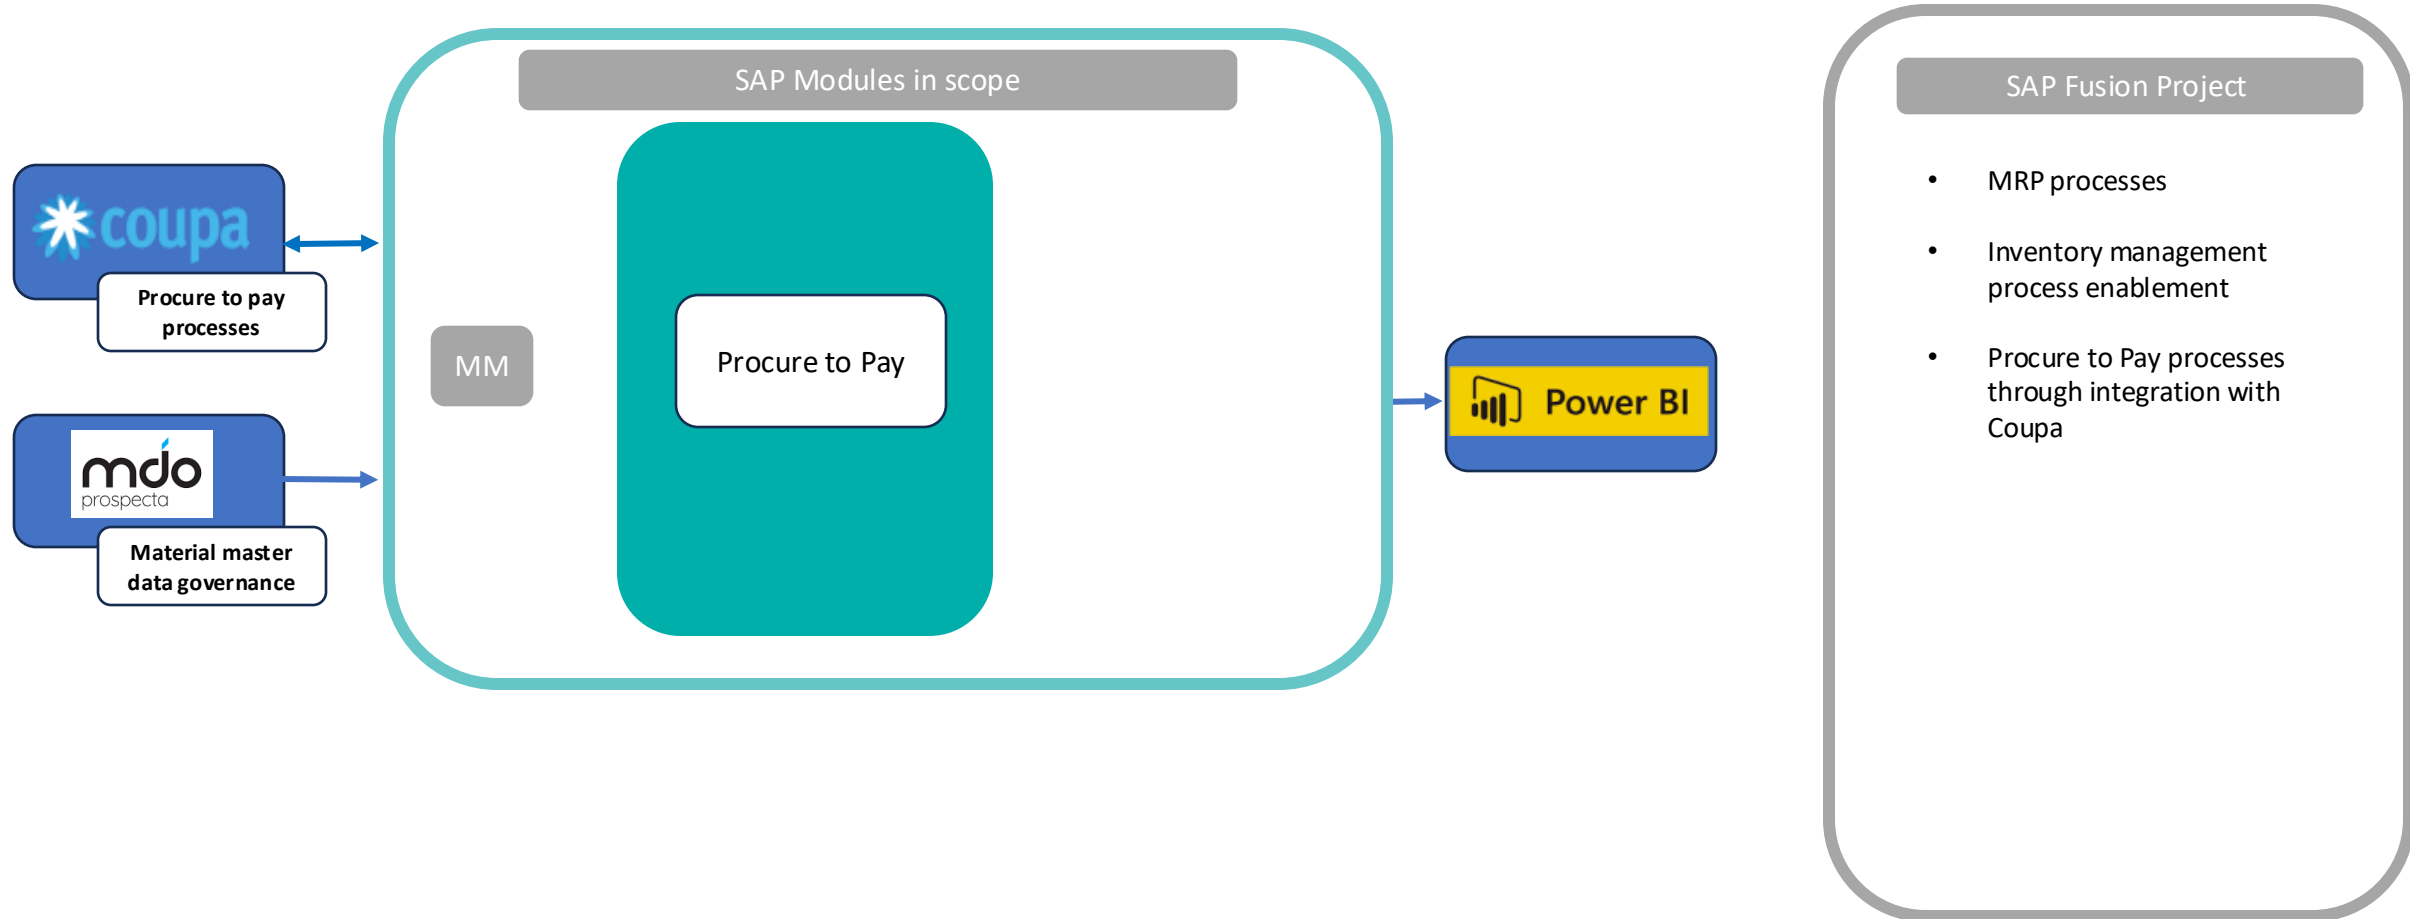 SAP Modules in scope
coupa
Procure to pay
processes
mdo
prospecta
Material master
data governance
MM
Procure to Pay
Power BI
SAP Fusion Project
• MRP processes
• Inventory management
process enablement
• Procure to Pay processes
through integration with
Coupa